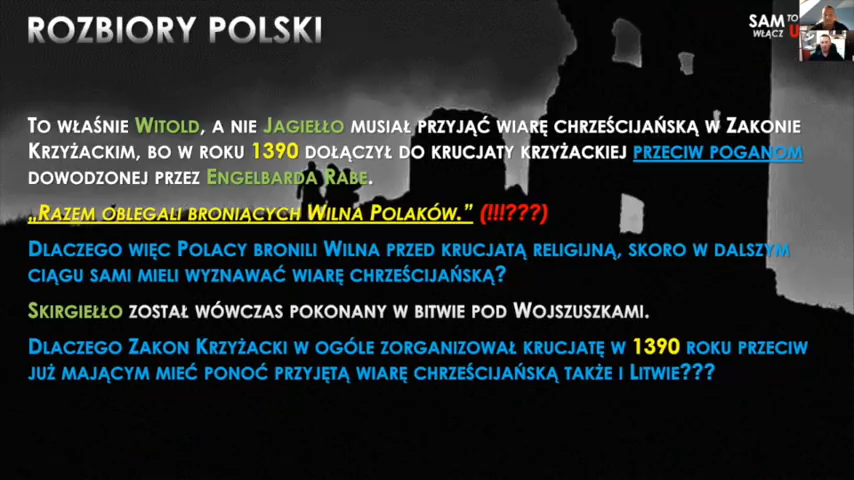 ROZBIORY POLSKI
SAM TO
WŁĄCZ U
TO WŁAŚNIE WITOLD, A NIE JAGIEŁŁO MUSIAŁ PRZYJĄĆ WIARĘ CHRZEŚCIJAŃSKĄ W ZAKONIE
KRZYŻACKIM, BO W ROKU 1390 DOŁĄCZYŁ DO KRUCJATY KRZYŻACKIEJ PRZECIW POGANOM
DOWODZONEJ PRZEZ ENGELBARDA RABE.
„RAZEM OBLEGALI BRONIĄCYCH WILNA POLAKÓW.” (!!!???)
DLACZEGO WIĘC POLACY BRONILI WILNA PRZED KRUCJATĄ RELIGIJNĄ, SKORO W DALSZYM
CIĄGU SAMI MIELI WYZNAWAĆ WIARĘ CHRZEŚCIJAŃSKĄ?
SKIRGIEŁŁO ZOSTAŁ WÓWCZAS POKONANY W BITWIE POD WOJSZUSZKAMI.
DLACZEGO ZAKON KRZYŻACKI W OGÓLE ZORGANIZOWAŁ KRUCJATĘ W 1390 ROKU PRZECIW
JUŻ MAJĄCYM MIEĆ PONOĆ PRZYJĘTĄ WIARĘ CHRZEŚCIJAŃSKĄ TAKŻE I LITWIE???